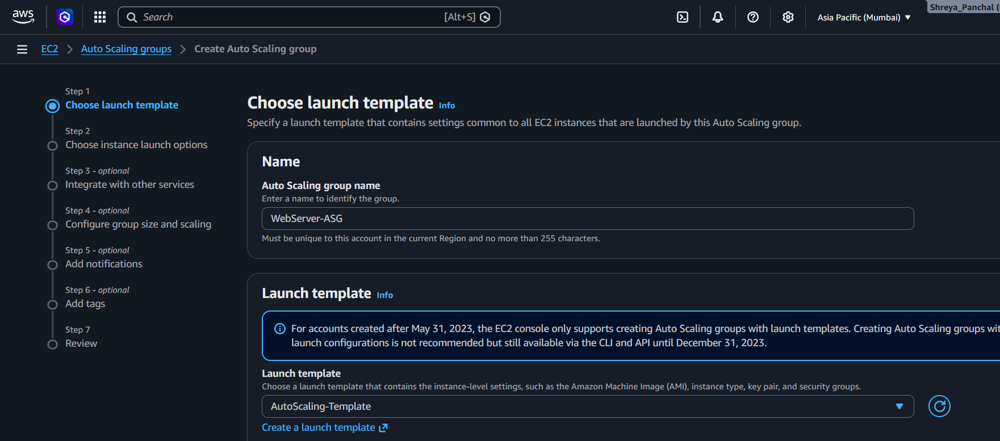 aws
Search
[Alt+S]
Asia Pacific (Mumbai)
Shreya_Panchal (
EC2
Auto Scaling groups
Create Auto Scaling group
Step 1
Choose launch template
Step 2
Choose instance launch options
Step 3 - optional
Integrate with other services
Step 4 - optional
Configure group size and scaling
Step 5 - optional
Add notifications
Step 6 - optional
Add tags
Step 7
Review
Choose launch template Info
Specify a launch template that contains settings common to all EC2 instances that are launched by this Auto Scaling group.
Name
Auto Scaling group name
Enter a name to identify the group.
WebServer-ASG
Must be unique to this account in the current Region and no more than 255 characters.
Launch template Info
For accounts created after May 31, 2023, the EC2 console only supports creating Auto Scaling groups with launch templates. Creating Auto Scaling groups
launch configurations is not recommended but still available via the CLI and API until December 31, 2023.
Launch template
Choose a launch template that contains the instance-level settings, such as the Amazon Machine Image (AMI), instance type, key pair, and security groups.
AutoScaling-Template
Create a launch template